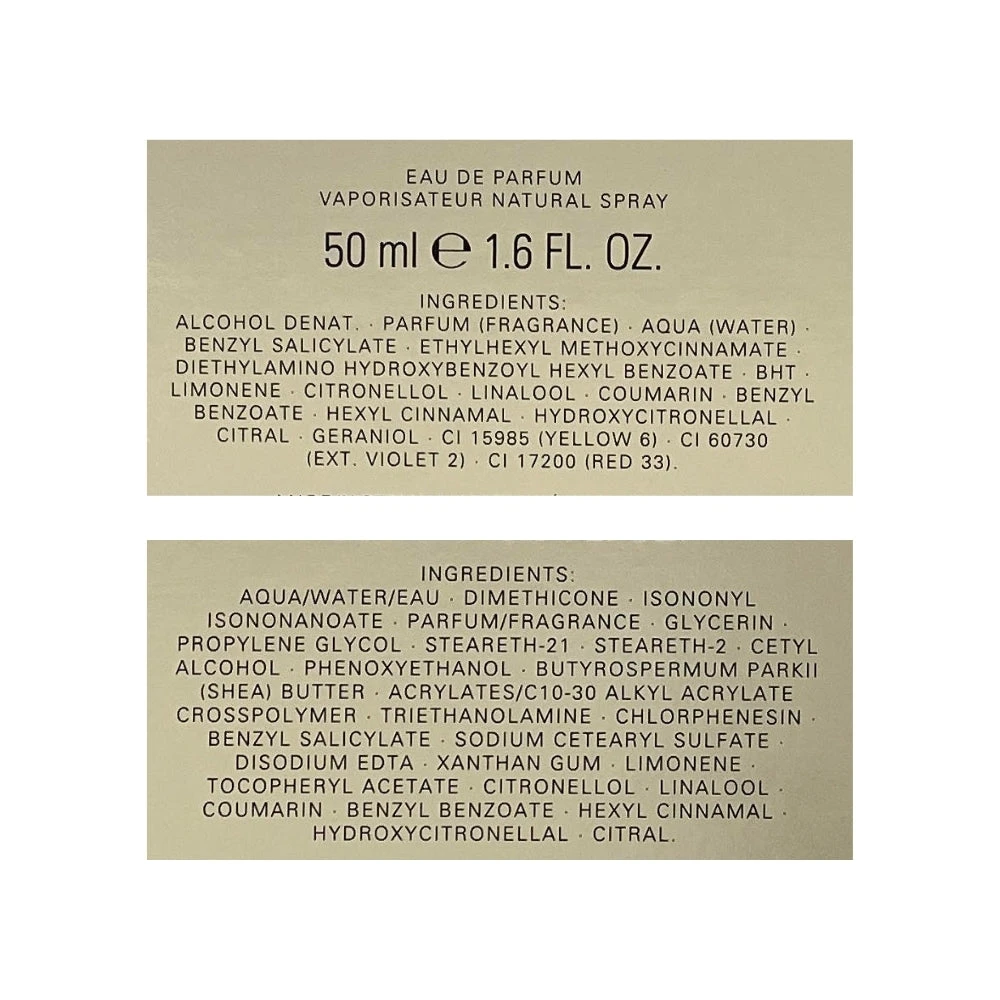 EAU DE PARFUM
VAPORISATEUR NATURAL SPRAY
50 ml ℮ 1.6 FL. OZ.
INGREDIENTS:
ALCOHOL DENAT. · PARFUM (FRAGRANCE) · AQUA (WATER) ·
BENZYL SALICYLATE · ETHYLHEXYL METHOXYCINNAMATE ·
DIETHYLAMINO HYDROXYBENZOYL HEXYL BENZOATE · BHT ·
LIMONENE · CITRONELLOL · LINALOOL · COUMARIN · BENZYL
BENZOATE · HEXYL CINNAMAL · HYDROXYCITRONELLAL ·
CITRAL · GERANIOL · CI 15985 (YELLOW 6) · CI 60730
(EXT. VIOLET 2) · CI 17200 (RED 33).
INGREDIENTS:
AQUA/WATER/EAU · DIMETHICONE · ISONONYL
ISONONANOATE · PARFUM/FRAGRANCE · GLYCERIN ·
PROPYLENE GLYCOL · STEARETH-21 · STEARETH-2 · CETYL
ALCOHOL · PHENOXYETHANOL · BUTYROSPERMUM PARKII
(SHEA) BUTTER · ACRYLATES/C10-30 ALKYL ACRYLATE
CROSSPOLYMER · TRIETHANOLAMINE · CHLORPHENESIN ·
BENZYL SALICYLATE · SODIUM CETEARYL SULFATE ·
DISODIUM EDTA · XANTHAN GUM · LIMONENE ·
TOCOPHERYL ACETATE · CITRONELLOL · LINALOOL ·
COUMARIN · BENZYL BENZOATE · HEXYL CINNAMAL ·
HYDROXYCITRONELLAL · CITRAL.